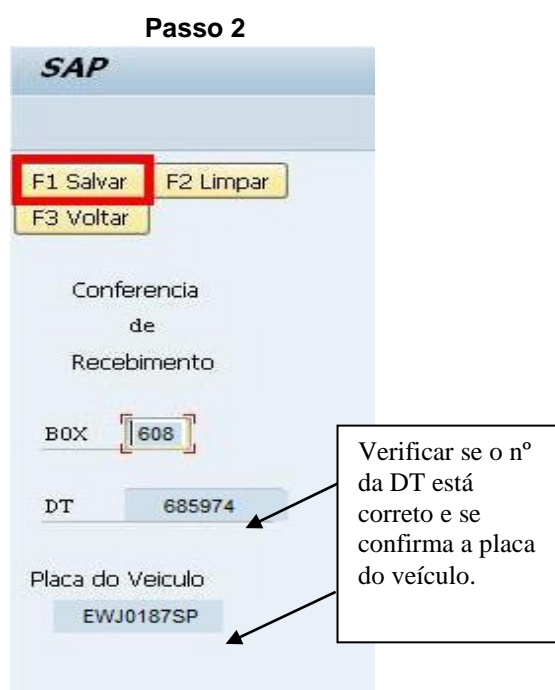 Passo 2
SAP
F1 Salvar F2 Limpar
F3 Voltar
Conferencia
de
Recebimento
BOX 608
DT 685974
Placa do Veiculo
EWJ0187SP
Verificar se o nº
da DT está
correto e se
confirma a placa
do veículo.